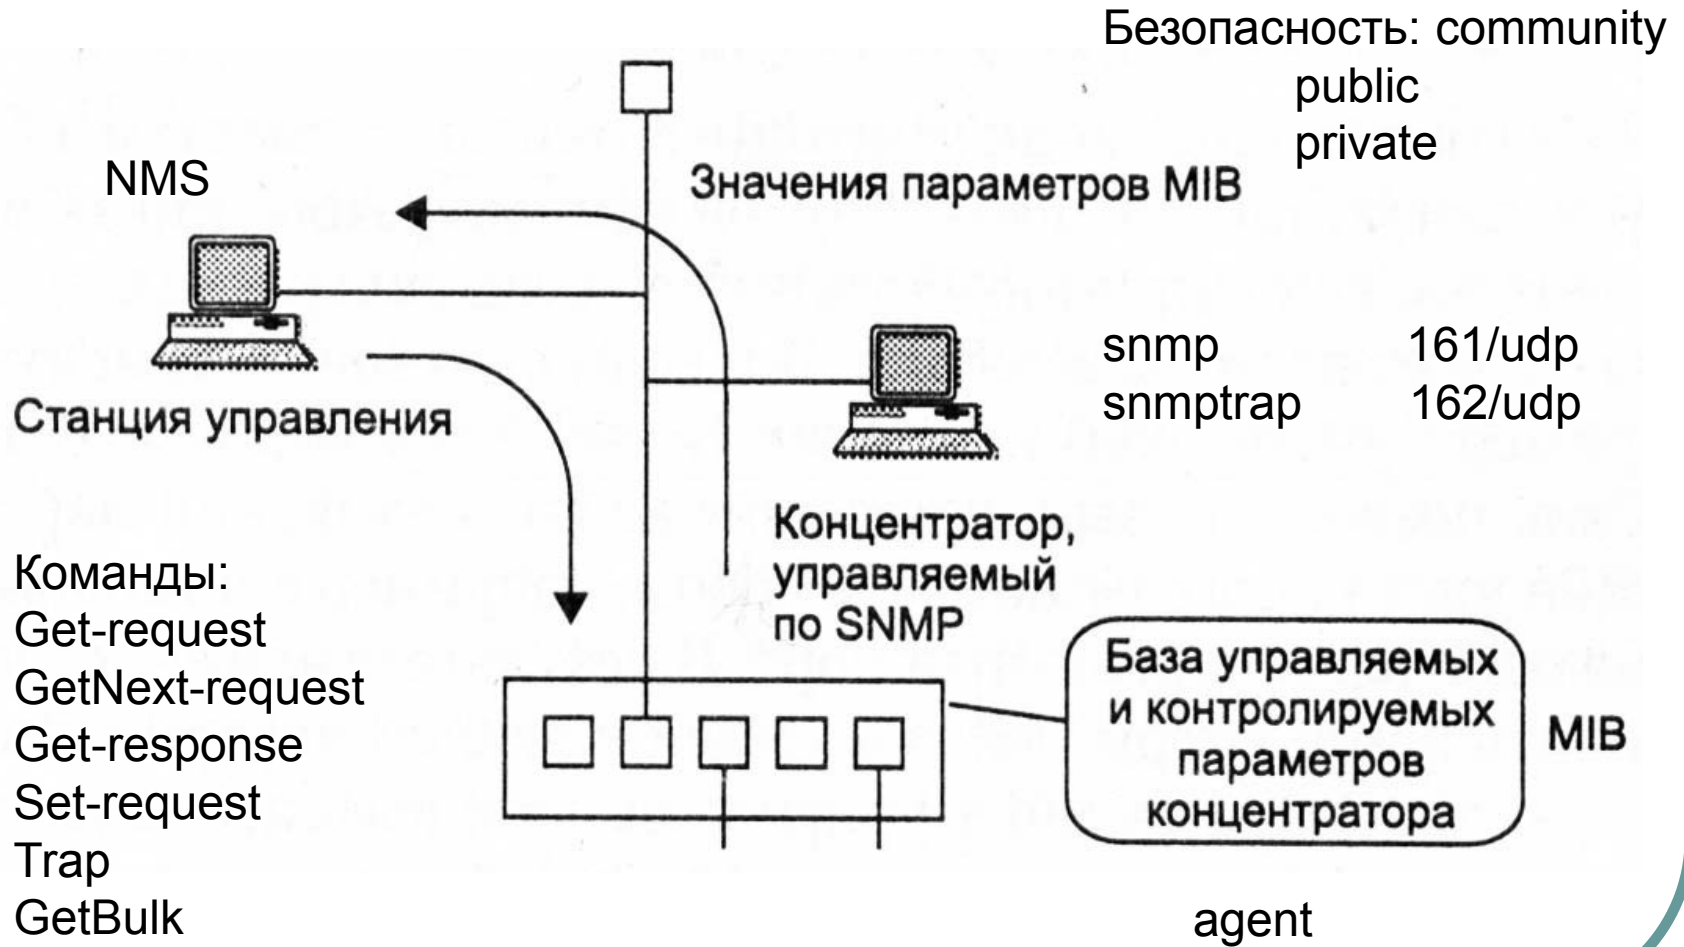 Безопасность: community
public
private
NMS
Значения параметров MIB
snmp 161/udp
snmptrap 162/udp
Станция управления
Концентратор,
управляемый
по SNMP
Команды:
Get-request
GetNext-request
Get-response
Set-request
Trap
GetBulk
База управляемых
и контролируемых
параметров
концентратора
MIB
agent